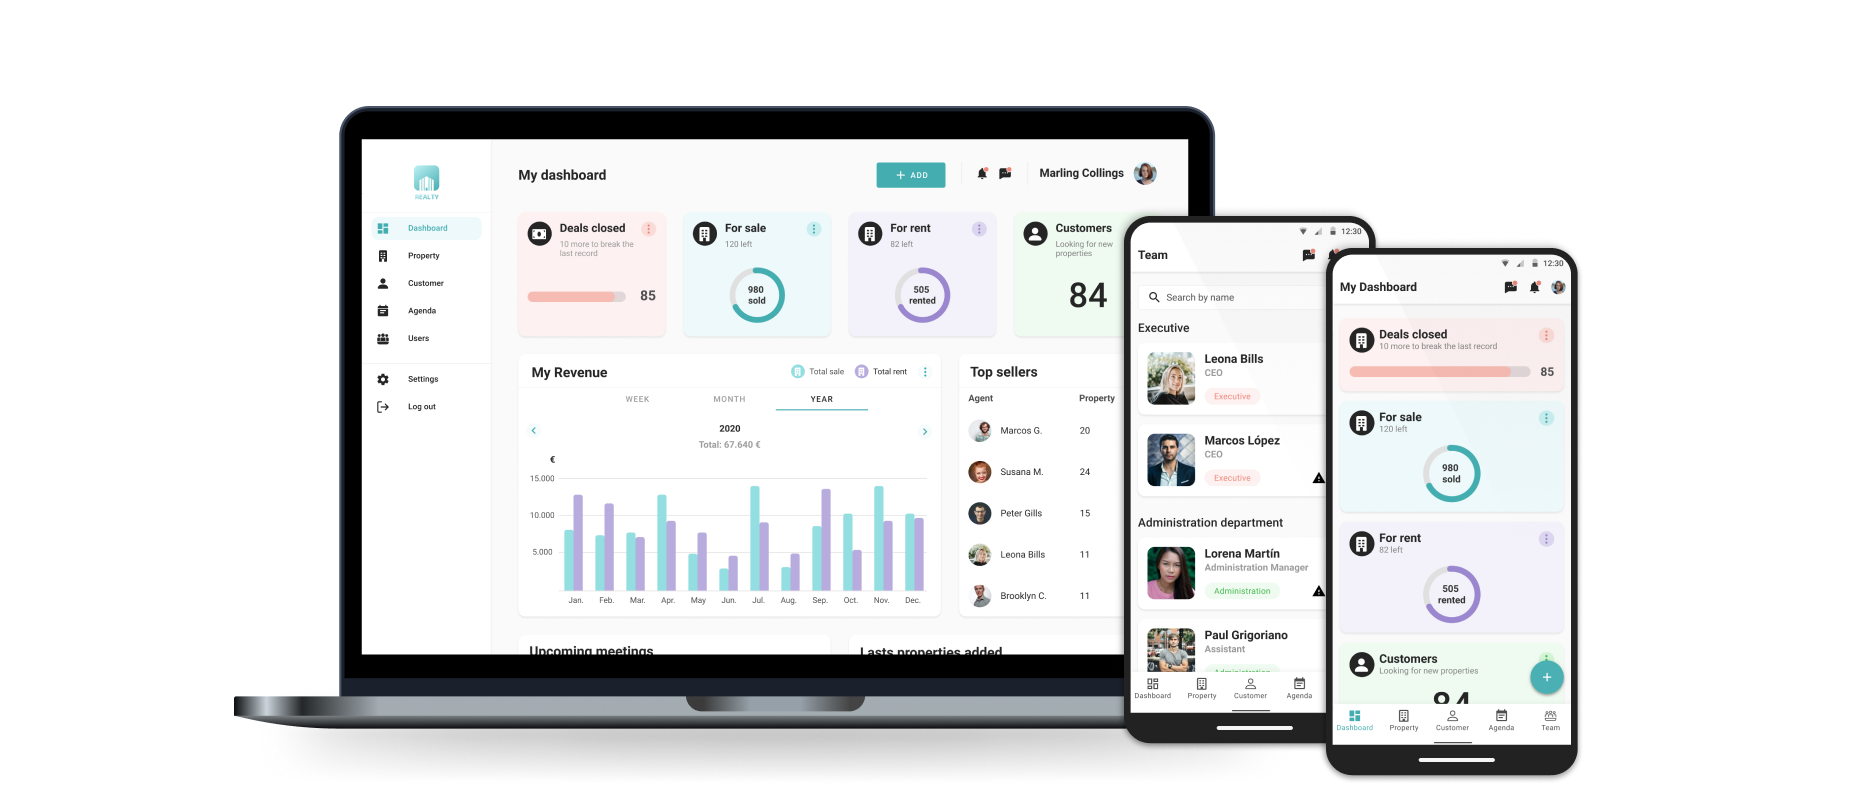 REALTY
Dashboard
Property
Customer
Agenda
Users
Settings
Log out
My dashboard
+ ADD
Marling Collings
Deals closed
10 more to break the
last record
85
For sale
120 left
980
sold
For rent
82 left
505
rented
Customers
Looking for new
properties
84
My Revenue
Total sale
Total rent
WEEK
MONTH
YEAR
2020
Total: 67.640 €
€
15.000
10.000
5.000
Jan.
Feb.
Mar.
Apr.
May
Jun.
Jul.
Aug.
Sep.
Oct.
Nov.
Dec.
Top sellers
Agent
Property
Marcos G.
20
Susana M.
24
Peter Gills
15
Leona Bills
11
Brooklyn C.
11
Upcoming meetings
Lasts properties added
12:30
Team
Search by name
Executive
Leona Bills
CEO
Executive
Marcos López
CEO
Executive
Administration department
Lorena Martín
Administration Manager
Administration
Paul Grigoriano
Assistant
Administration
Dashboard
Property
Customer
Agenda
12:30
My Dashboard
Deals closed
10 more to break the last record
85
For sale
120 left
980
sold
For rent
82 left
505
rented
Customers
Looking for new properties
84
+
Dashboard
Property
Customer
Agenda
Team